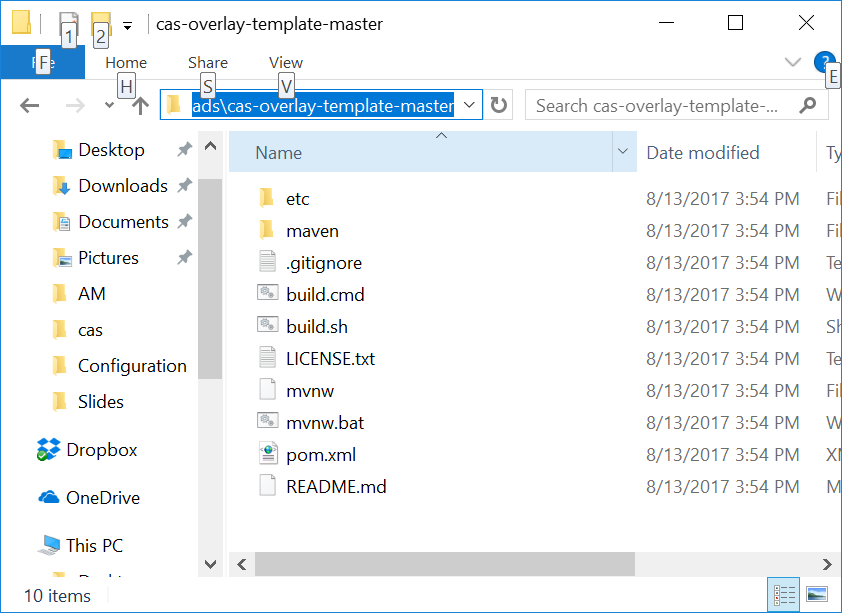 cas-overlay-template-master
1 2
F Home Share View
H S V E
ads\cas-overlay-template-master
Search cas-overlay-template-...
Name Date modified Ty
Desktop
Downloads
Documents
Pictures
AM
cas
Configuration
Slides
Dropbox
OneDrive
This PC
etc 8/13/2017 3:54 PM Fil
maven 8/13/2017 3:54 PM Fil
.gitignore 8/13/2017 3:54 PM Te
build.cmd 8/13/2017 3:54 PM W
build.sh 8/13/2017 3:54 PM Sh
LICENSE.txt 8/13/2017 3:54 PM Te
mvnw 8/13/2017 3:54 PM Fil
mvnw.bat 8/13/2017 3:54 PM W
pom.xml 8/13/2017 3:54 PM XM
README.md 8/13/2017 3:54 PM M
10 items